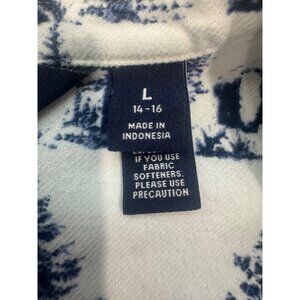 L
14-16
MADE IN
INDONESIA
IF YOU USE
FABRIC
SOFTENERS.
PLEASE USE
PRECAUTION